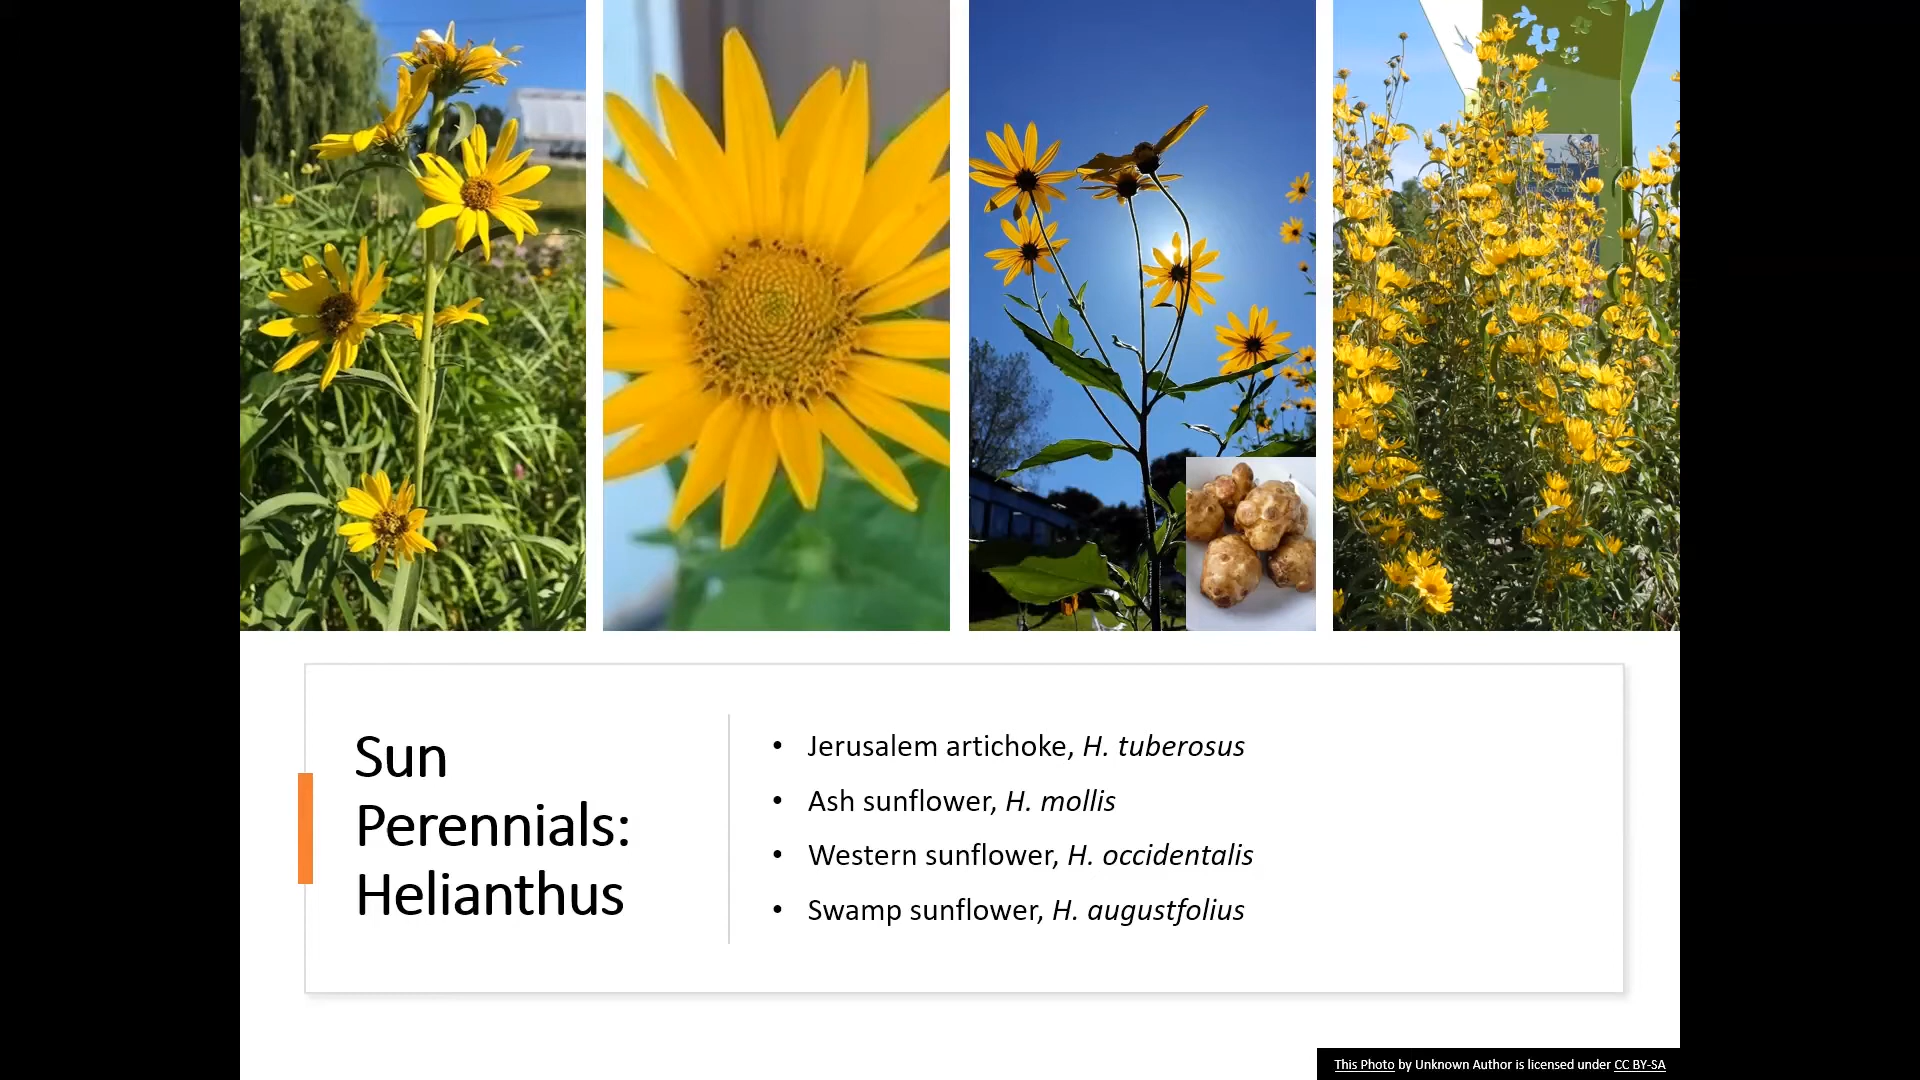 Sun
Perennials:
Helianthus
• Jerusalem artichoke, H. tuberosus
• Ash sunflower, H. mollis
• Western sunflower, H. occidentalis
• Swamp sunflower, H. augustfolius
This Photo by Unknown Author is licensed under CC BY-SA